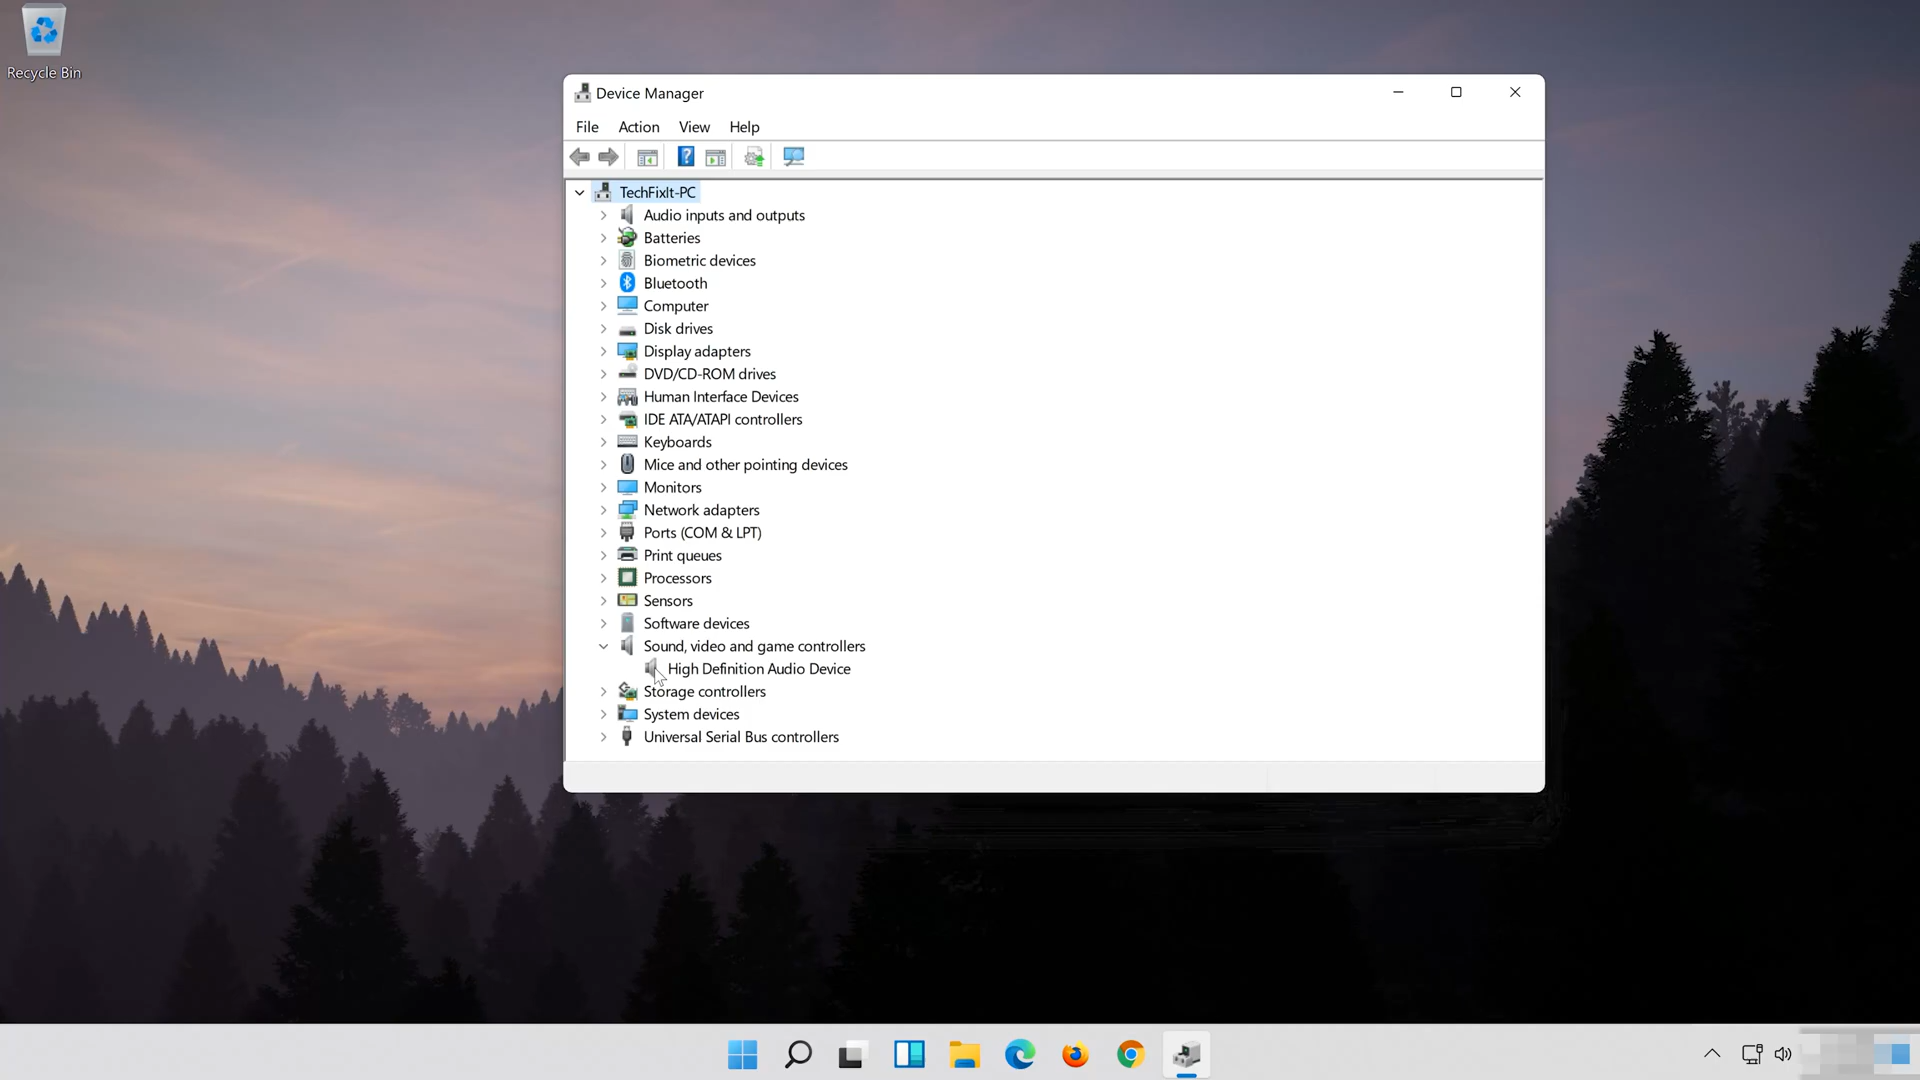 Recycle Bin
Device Manager
File Action View Help
TechFixIt-PC
Audio inputs and outputs
Batteries
Biometric devices
Bluetooth
Computer
Disk drives
Display adapters
DVD/CD-ROM drives
Human Interface Devices
IDE ATA/ATAPI controllers
Keyboards
Mice and other pointing devices
Monitors
Network adapters
Ports (COM & LPT)
Print queues
Processors
Sensors
Software devices
Sound, video and game controllers
High Definition Audio Device
Storage controllers
System devices
Universal Serial Bus controllers